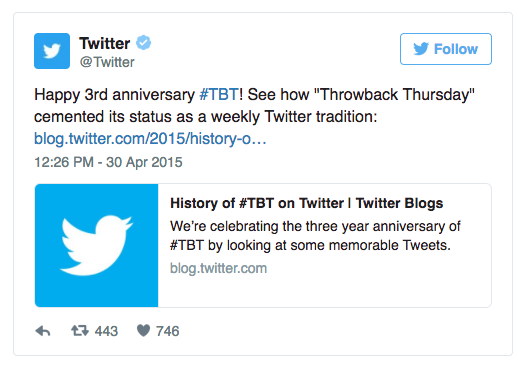 Twitter
@Twitter
Follow
Happy 3rd anniversary #TBT! See how "Throwback Thursday"
cemented its status as a weekly Twitter tradition:
blog.twitter.com/2015/history-o…
12:26 PM - 30 Apr 2015
History of #TBT on Twitter | Twitter Blogs
We're celebrating the three year anniversary of
#TBT by looking at some memorable Tweets.
blog.twitter.com
443 746